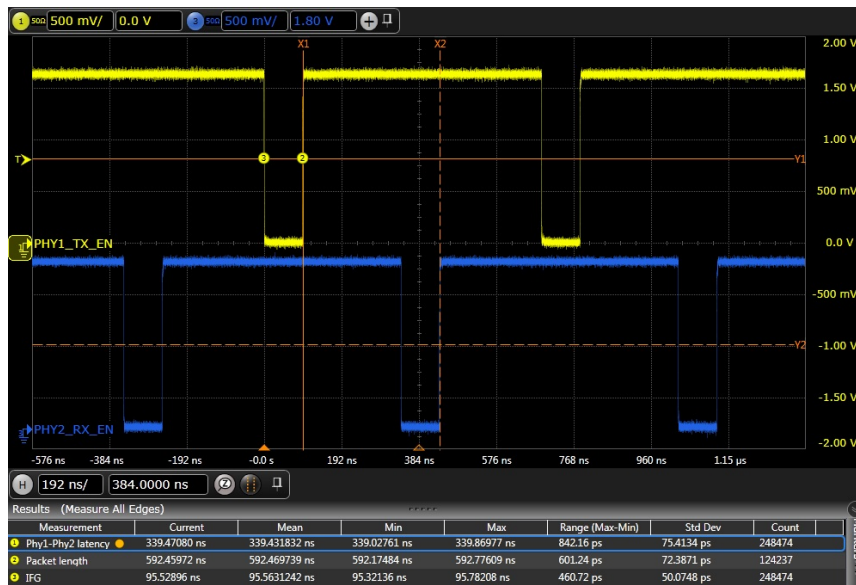 1 50Ω 500 mV/ 0.0 V 3 50Ω 500 mV/ 1.80 V +
X1 X2
2.00 V
1.50 V
1.00 V
T 3 2 Y1
500 mV
PHY1_TX_EN 0.0 V
-500 mV
-1.00 V
Y2
-1.50 V
PHY2_RX_EN
-2.00 V
-576 ns -384 ns -192 ns -0.0 s 192 ns 384 ns 576 ns 768 ns 960 ns 1.15 µs
H 192 ns/ 384.0000 ns
Results (Measure All Edges)
Measurement Current Mean Min Max Range (Max-Min) Std Dev Count
1 Phy1-Phy2 latency 339.47080 ns 339.431832 ns 339.02761 ns 339.86977 ns 842.16 ps 75.4134 ps 248474
2 Packet length 592.45972 ns 592.469739 ns 592.17484 ns 592.77609 ns 601.24 ps 72.3871 ps 124237
3 IFG 95.52896 ns 95.5631242 ns 95.32136 ns 95.78208 ns 460.72 ps 50.0748 ps 248474